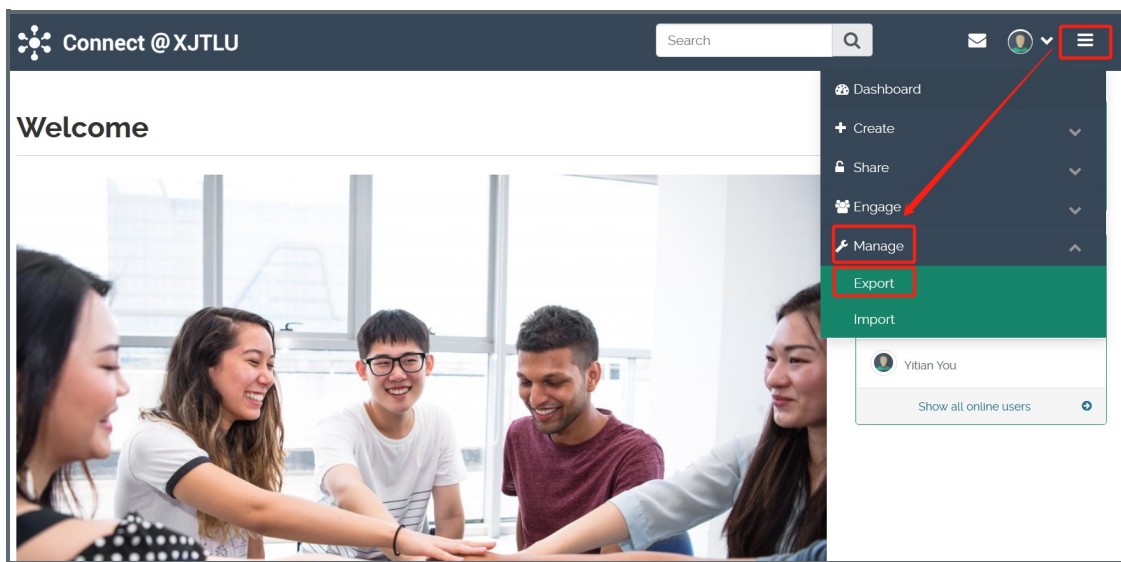 Connect @ XJTLU
Search
Dashboard
Welcome
Create
Share
Engage
Manage
Export
Import
Yitian You
Show all online users